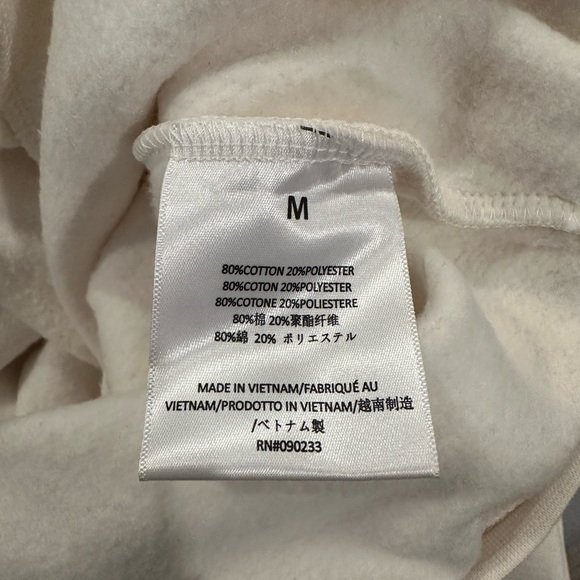 M
80%COTTON 20%POLYESTER
80%COTON 20%POLYESTER
80%COTONE 20%POLIESTERE
80%棉 20%聚酯纤维
80%綿 20% ポリエステル
MADE IN VIETNAM/FABRIQUÉ AU
VIETNAM/PRODOTTO IN VIETNAM/越南制造
/ベトナム製
RN#090233